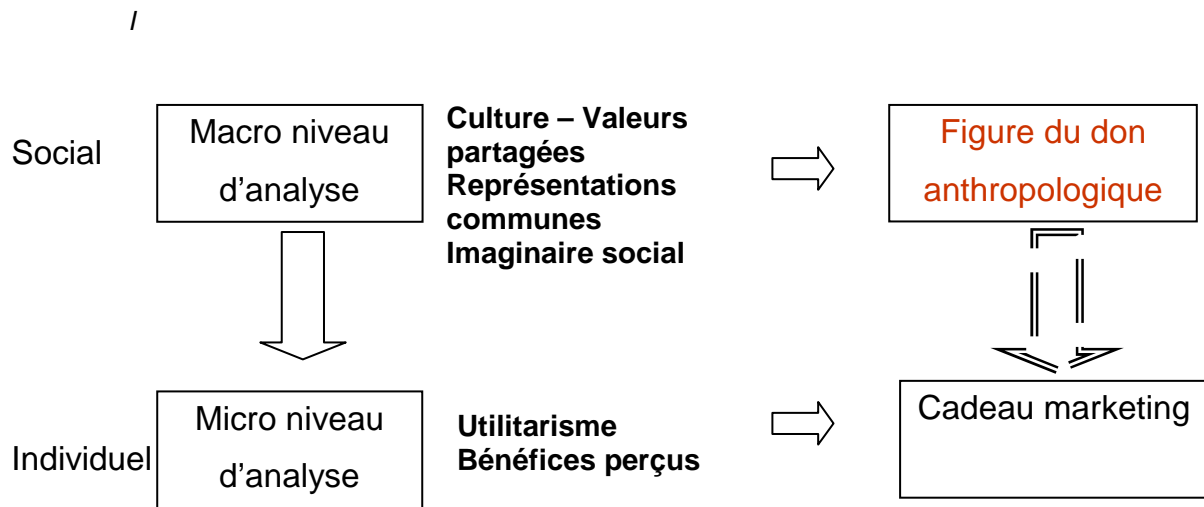 I
Social
Macro niveau
d’analyse
Culture – Valeurs
partagées
Représentations
communes
Imaginaire social
Figure du don
anthropologique
Individuel
Micro niveau
d’analyse
Utilitarisme
Bénéfices perçus
Cadeau marketing